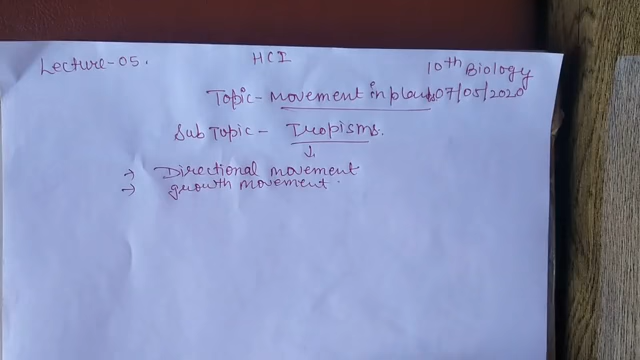 Lecture-05. HCI 10th Biology
Topic- movement in plants 07/05/2020
Sub Topic - Tropisms.
→ Directional movement
→ growth movement.